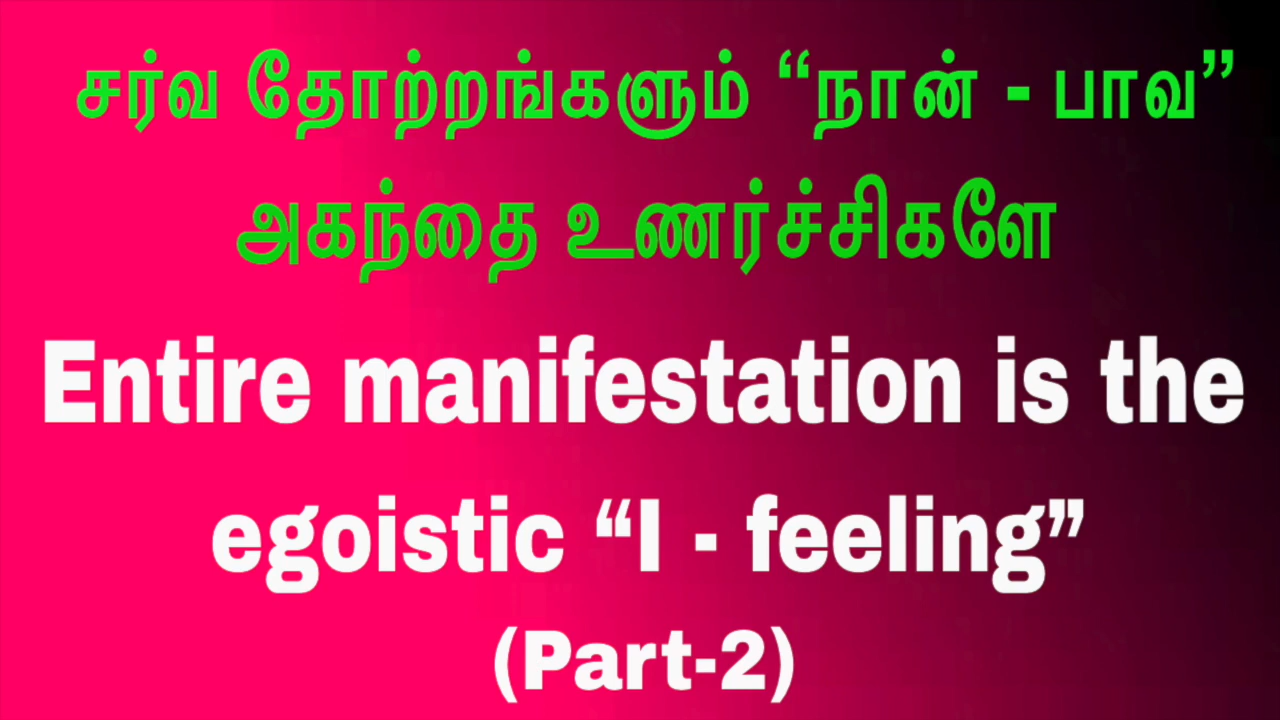 சர்வ தோற்றங்களும் “நான் - பாவ”
அகந்தை உணர்ச்சிகளே
Entire manifestation is the
egoistic “I - feeling”
(Part-2)